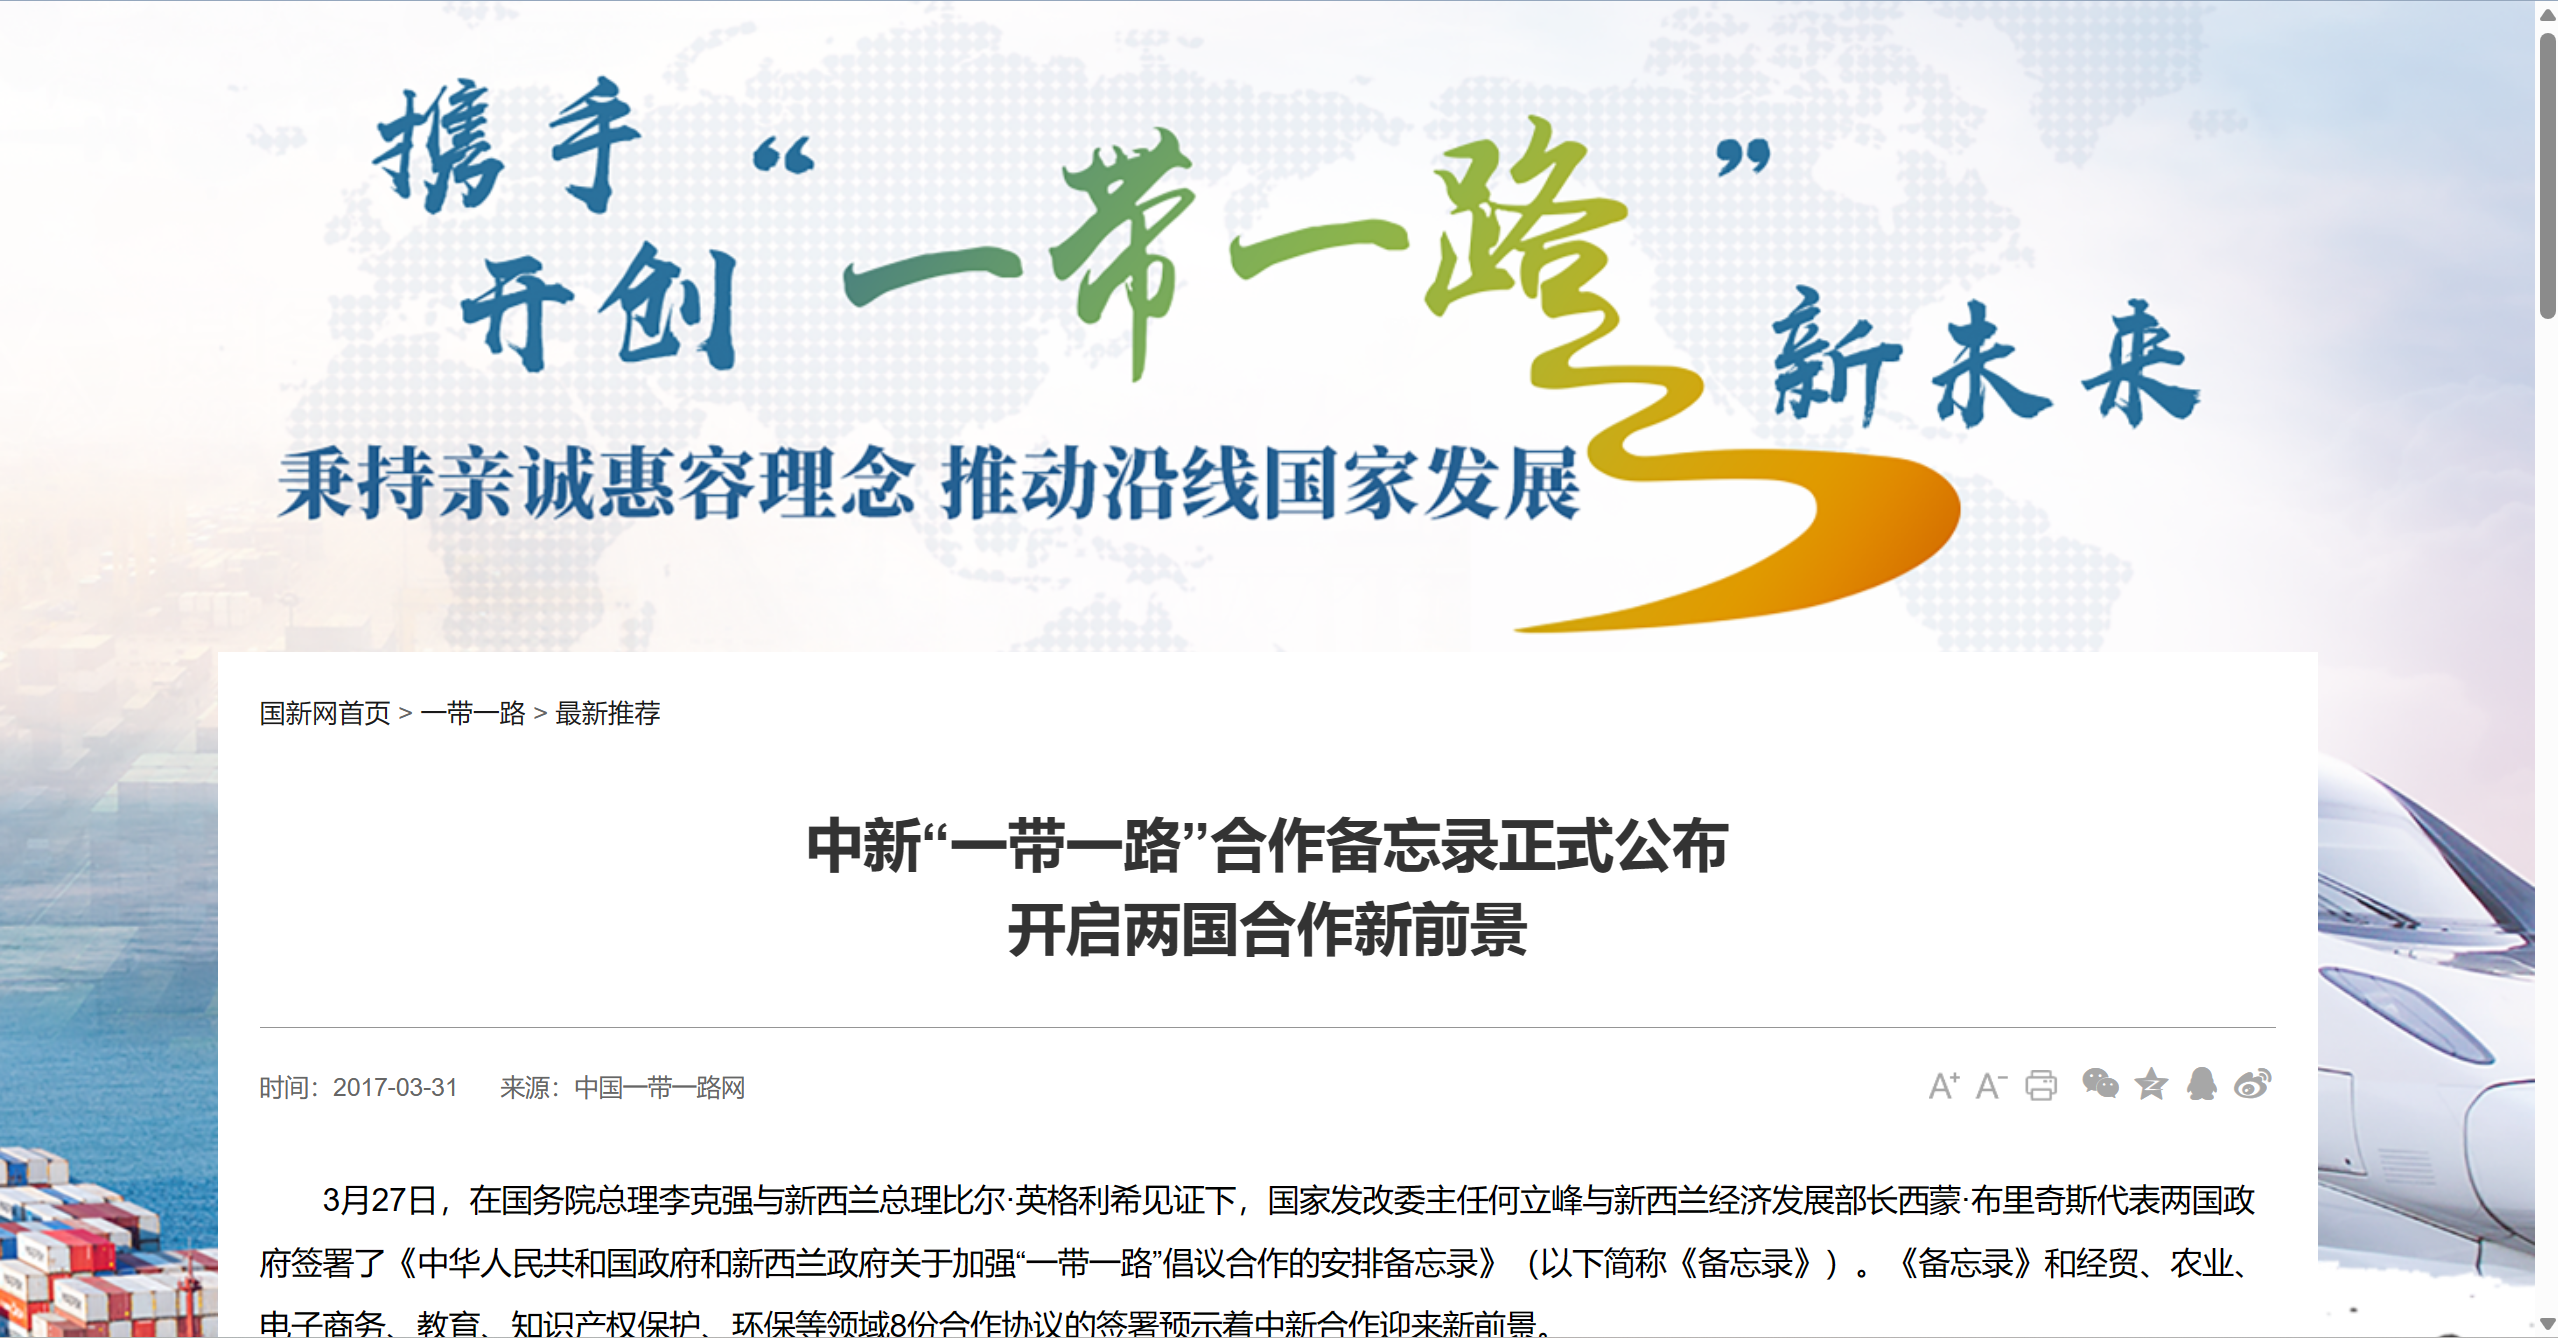 携手
开创
“一带一路”
新未来
秉持亲诚惠容理念 推动沿线国家发展
国新网首页 > 一带一路 > 最新推荐
中新“一带一路”合作备忘录正式公布
开启两国合作新前景
时间：2017-03-31 来源：中国一带一路网
A+ A-
3月27日，在国务院总理李克强与新西兰总理比尔·英格利希见证下，国家发改委主任何立峰与新西兰经济发展部长西蒙·布里奇斯代表两国政
府签署了《中华人民共和国政府和新西兰政府关于加强“一带一路”倡议合作的安排备忘录》（以下简称《备忘录》）。《备忘录》和经贸、农业、
电子商务、教育、知识产权保护、环保等领域8份合作协议的签署预示着中新合作迎来新前景。